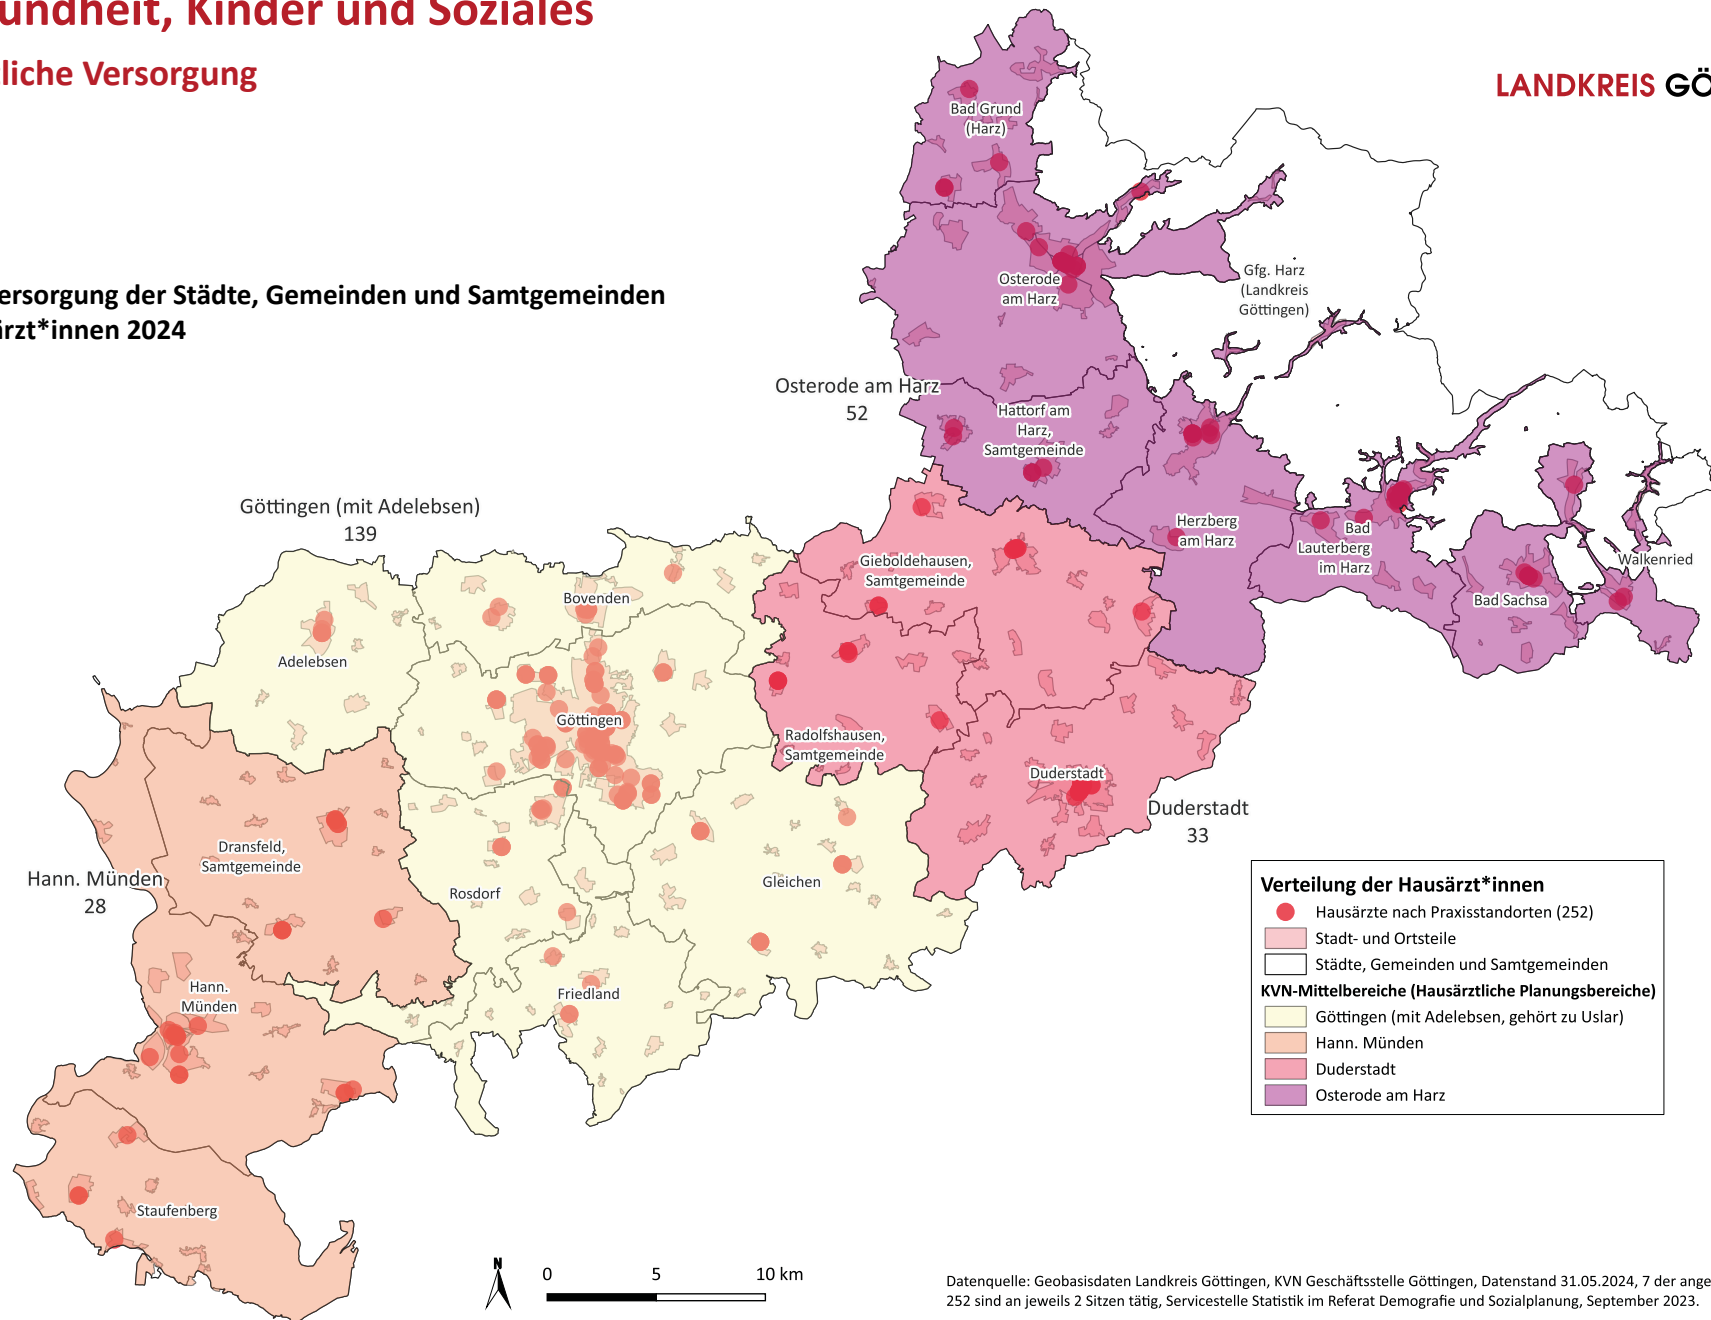 undheit, Kinder und Soziales
liche Versorgung
LANDKREIS GÖ
ersorgung der Städte, Gemeinden und Samtgemeinden
ärzt*innen 2024
Bad Grund
(Harz)
Gfg. Harz
(Landkreis
Göttingen)
Osterode
am Harz
Osterode am Harz
52
Hattorf am
Harz,
Samtgemeinde
Herzberg
am Harz
Bad
Lauterberg
im Harz
Walkenried
Bad Sachsa
Göttingen (mit Adelebsen)
139
Gieboldehausen,
Samtgemeinde
Bovenden
Adelebsen
Göttingen
Radolfshausen,
Samtgemeinde
Duderstadt
Duderstadt
33
Dransfeld,
Samtgemeinde
Hann. Münden
28
Rosdorf
Gleichen
Hann.
Münden
Friedland
Staufenberg
Verteilung der Hausärzt*innen
Hausärzte nach Praxisstandorten (252)
Stadt- und Ortsteile
Städte, Gemeinden und Samtgemeinden
KVN-Mittelbereiche (Hausärztliche Planungsbereiche)
Göttingen (mit Adelebsen, gehört zu Uslar)
Hann. Münden
Duderstadt
Osterode am Harz
N
0 5 10 km
Datenquelle: Geobasisdaten Landkreis Göttingen, KVN Geschäftsstelle Göttingen, Datenstand 31.05.2024, 7 der ange
252 sind an jeweils 2 Sitzen tätig, Servicestelle Statistik im Referat Demografie und Sozialplanung, September 2023.